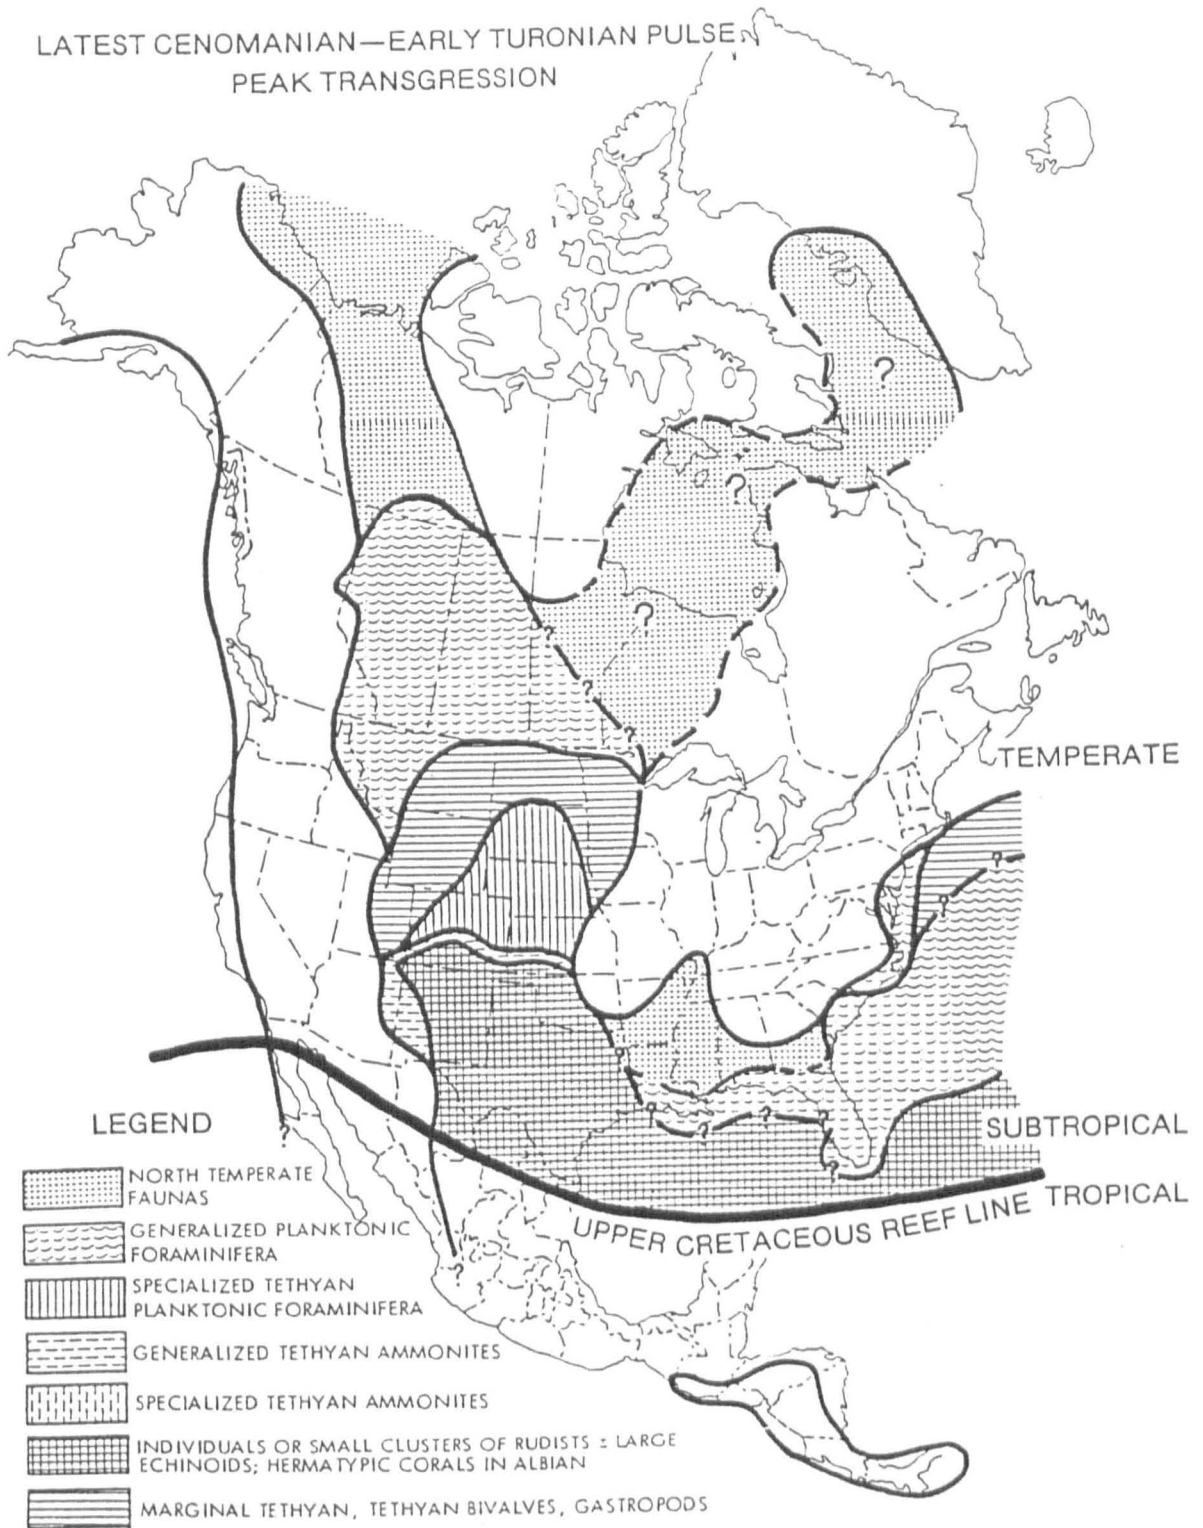 LATEST CENOMANIAN—EARLY TURONIAN PULSE
PEAK TRANSGRESSION
?
?
?
?
?
?
TEMPERATE
?
?
?
?
?
?
?
?
?
?
LEGEND
SUBTROPICAL
TROPICAL
UPPER CRETACEOUS REEF LINE
?
NORTH TEMPERATE
FAUNAS
GENERALIZED PLANKTONIC
FORAMINIFERA
SPECIALIZED TETHYAN
PLANKTONIC FORAMINIFERA
GENERALIZED TETHYAN AMMONITES
SPECIALIZED TETHYAN AMMONITES
INDIVIDUALS OR SMALL CLUSTERS OF RUDISTS ± LARGE
ECHINOIDS; HERMATYPIC CORALS IN ALBIAN
MARGINAL TETHYAN, TETHYAN BIVALVES, GASTROPODS